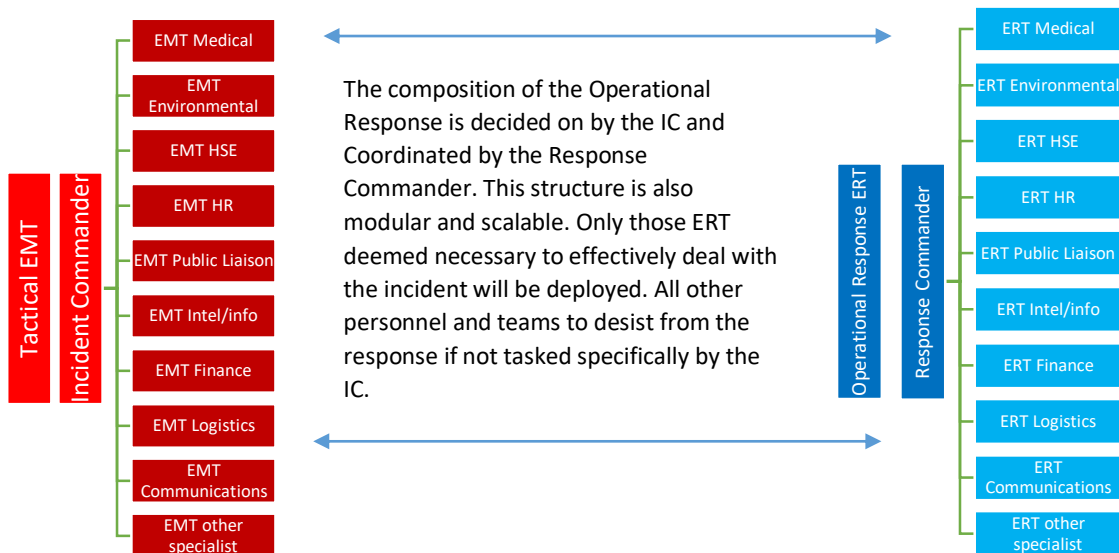 Tactical EMT
Incident Commander
EMT Medical
EMT
Environmental
EMT HSE
EMT HR
EMT Public Liaison
EMT Intel/info
EMT Finance
EMT Logistics
EMT
Communications
EMT other
specialist
The composition of the Operational
Response is decided on by the IC and
Coordinated by the Response
Commander. This structure is also
modular and scalable. Only those ERT
deemed necessary to effectively deal with
the incident will be deployed. All other
personnel and teams to desist from the
response if not tasked specifically by the
IC.
Operational Response ERT
Response Commander
ERT Medical
ERT Environmental
ERT HSE
ERT HR
ERT Public Liaison
ERT Intel/info
ERT Finance
ERT Logistics
ERT
Communications
ERT other
specialist